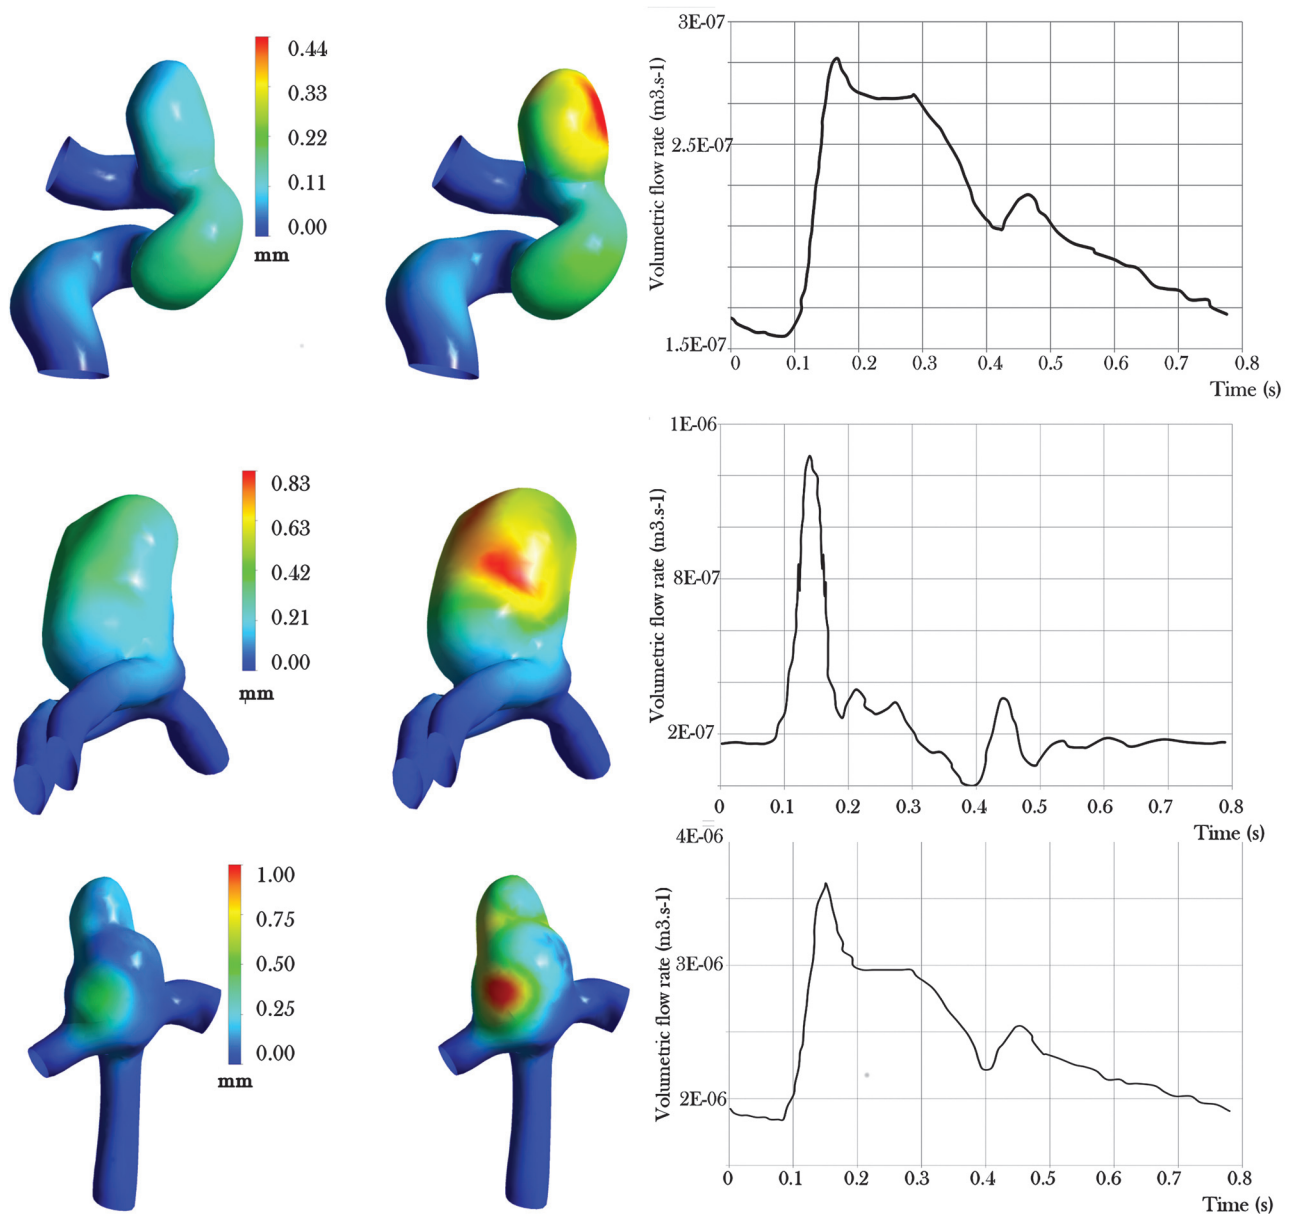 0.44
0.33
0.22
0.11
0.00
mm
3E-07
2.5E-07
1.5E-07
Volumetric flow rate (m3.s-1)
0 0.1 0.2 0.3 0.4 0.5 0.6 0.7 0.8
Time (s)
0.83
0.63
0.42
0.21
0.00
mm
1E-06
8E-07
2E-07
Volumetric flow rate (m3.s-1)
0 0.1 0.2 0.3 0.4 0.5 0.6 0.7 0.8
Time (s)
1.00
0.75
0.50
0.25
0.00
mm
4E-06
3E-06
2E-06
Volumetric flow rate (m3.s-1)
0 0.1 0.2 0.3 0.4 0.5 0.6 0.7 0.8
Time (s)